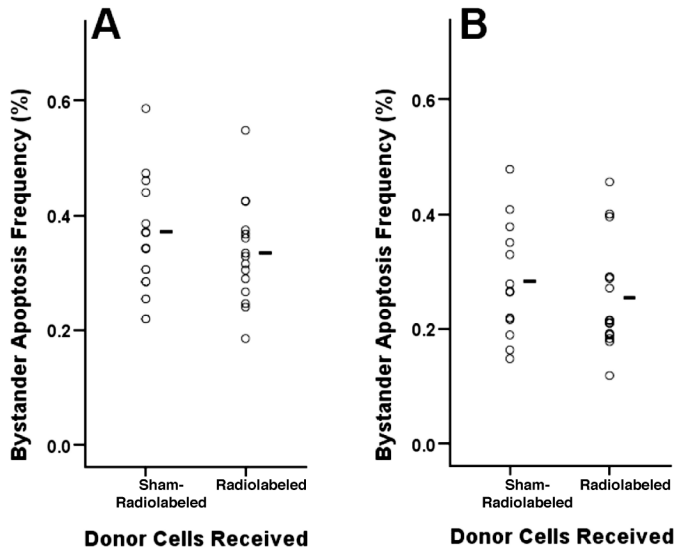 A
Bystander Apoptosis Frequency (%)
0.6
0.4
0.2
0.0
Sham-
Radiolabeled
Radiolabeled
Donor Cells Received
B
Bystander Apoptosis Frequency (%)
0.6
0.4
0.2
0.0
Sham-
Radiolabeled
Radiolabeled
Donor Cells Received